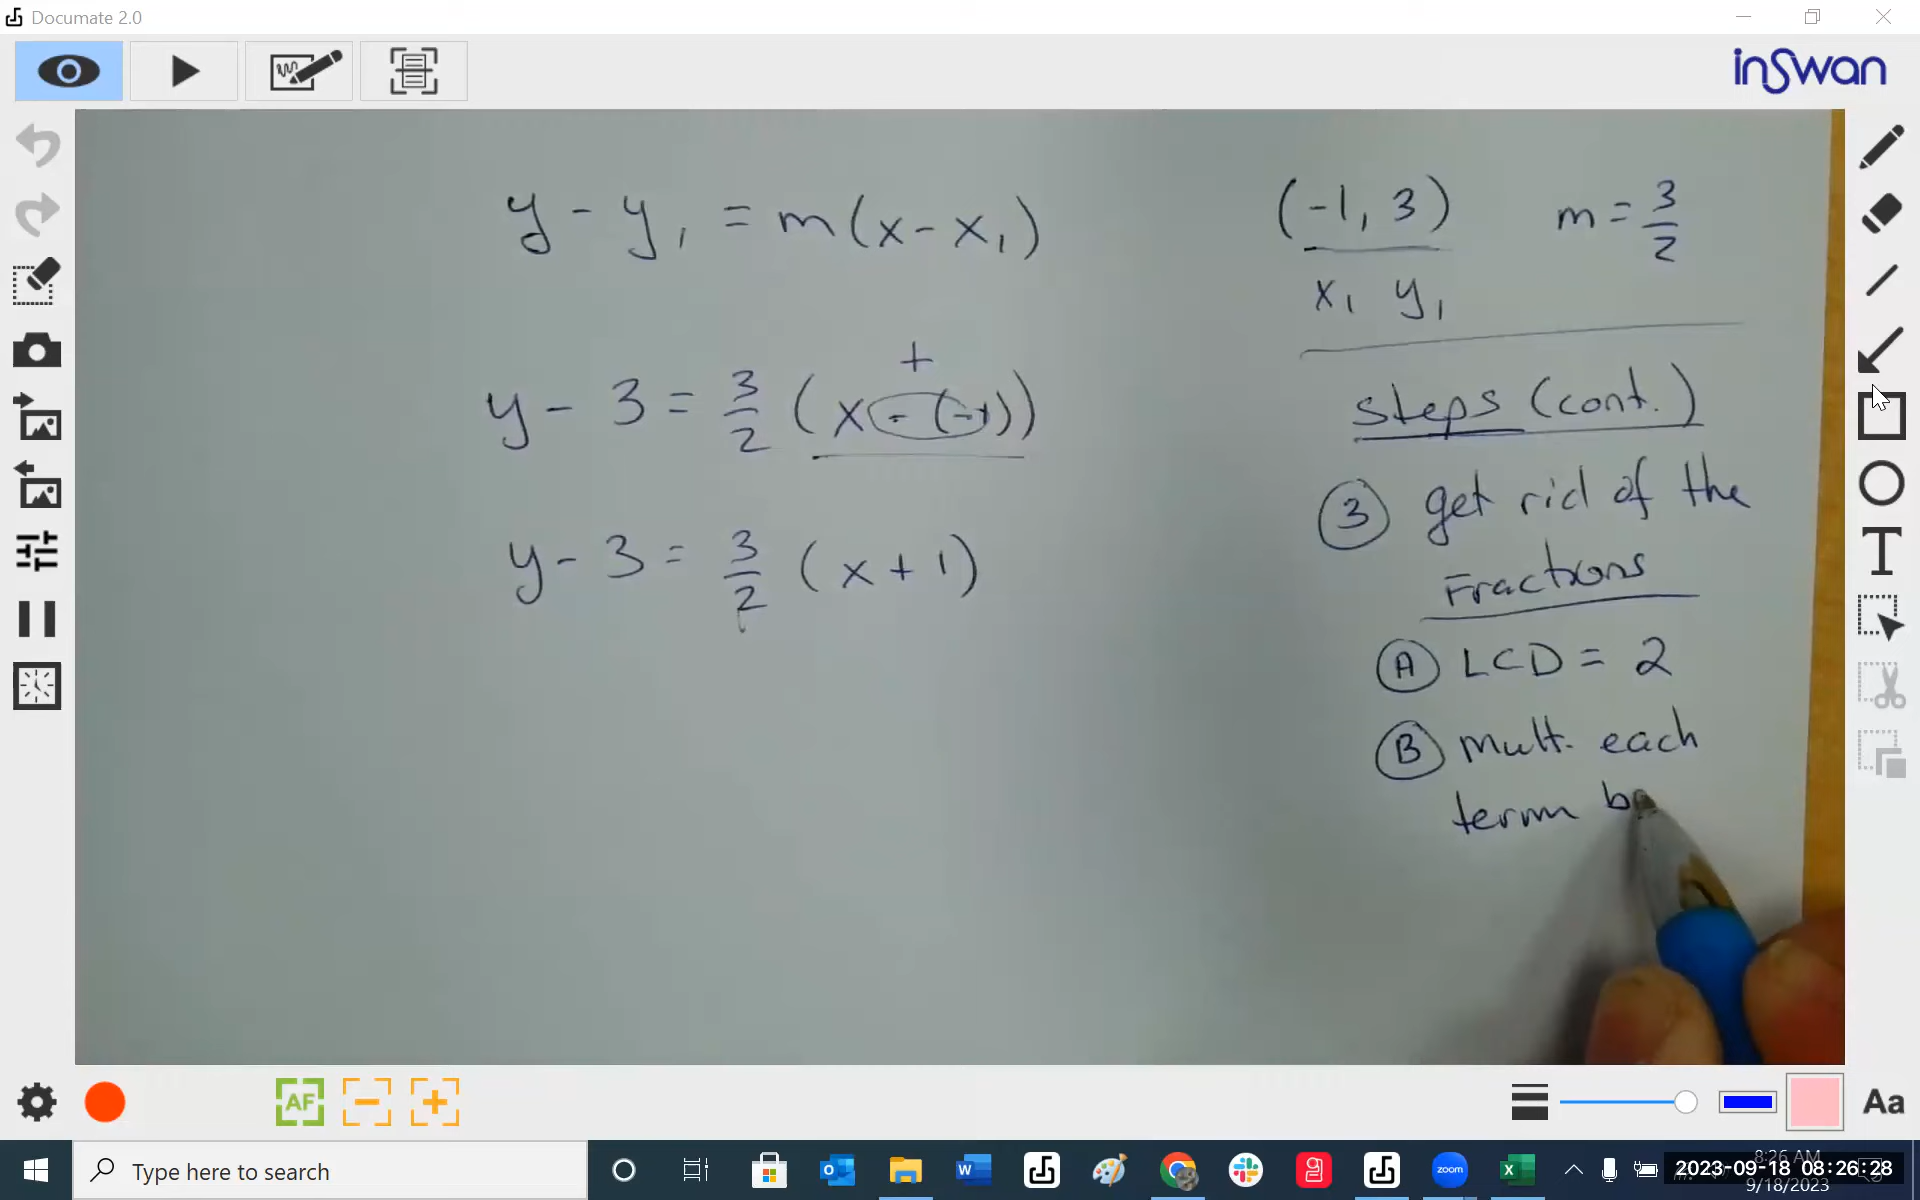 Documate 2.0
inSwan
y - y₁ = m(x - x₁)
(-1, 3)
m = 3/2
x₁ y₁
+
y - 3 = 3/2 (x - (-1))
steps (cont.)
y - 3 = 3/2 (x + 1)
③ get rid of the
Fractions
Ⓐ LCD = 2
Ⓑ mult. each
term by
T
AF
Aa
Type here to search
zoom
2023-09-18 08:26:28
9/18/2023